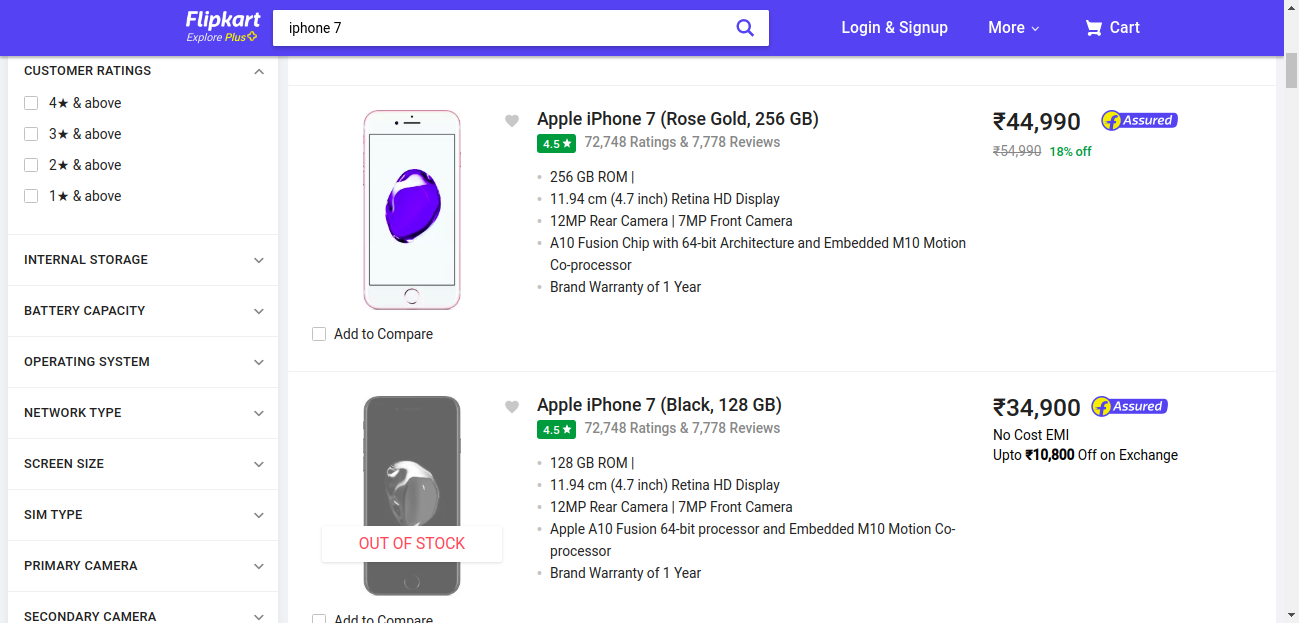 Flipkart
Explore Plus
iphone 7
Login & Signup
More
Cart
CUSTOMER RATINGS
4★ & above
3★ & above
2★ & above
1★ & above
INTERNAL STORAGE
BATTERY CAPACITY
OPERATING SYSTEM
NETWORK TYPE
SCREEN SIZE
SIM TYPE
PRIMARY CAMERA
SECONDARY CAMERA
Apple iPhone 7 (Rose Gold, 256 GB)
4.5★ 72,748 Ratings & 7,778 Reviews
256 GB ROM |
11.94 cm (4.7 inch) Retina HD Display
12MP Rear Camera | 7MP Front Camera
A10 Fusion Chip with 64-bit Architecture and Embedded M10 Motion
Co-processor
Brand Warranty of 1 Year
₹44,990 Assured
₹54,990 18% off
Add to Compare
Apple iPhone 7 (Black, 128 GB)
4.5★ 72,748 Ratings & 7,778 Reviews
128 GB ROM |
11.94 cm (4.7 inch) Retina HD Display
12MP Rear Camera | 7MP Front Camera
Apple A10 Fusion 64-bit processor and Embedded M10 Motion Co-
processor
Brand Warranty of 1 Year
₹34,900 Assured
No Cost EMI
Upto ₹10,800 Off on Exchange
OUT OF STOCK
Add to Compare